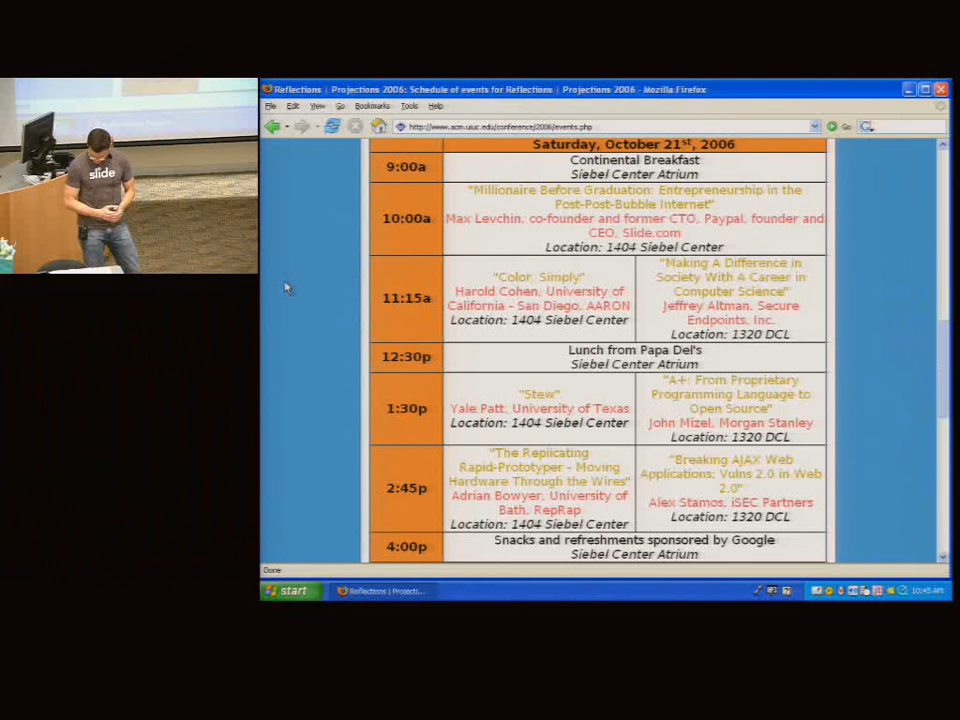 slide
Reflections | Projections 2006: Schedule of events for Reflections | Projections 2006 - Mozilla Firefox
File Edit View Go Bookmarks Tools Help
http://www.acm.uiuc.edu/conference/2006/events.php
Go
Saturday, October 21st, 2006
9:00a
Continental Breakfast
Siebel Center Atrium
10:00a
"Millionaire Before Graduation: Entrepreneurship in the
Post-Post-Bubble Internet"
Max Levchin, co-founder and former CTO, Paypal, founder and
CEO, Slide.com
Location: 1404 Siebel Center
11:15a
"Color, Simply"
Harold Cohen, University of
California - San Diego, AARON
Location: 1404 Siebel Center
"Making A Difference in
Society With A Career in
Computer Science"
Jeffrey Altman, Secure
Endpoints, Inc.
Location: 1320 DCL
12:30p
Lunch from Papa Del's
Siebel Center Atrium
1:30p
"Stew"
Yale Patt, University of Texas
Location: 1404 Siebel Center
"A+: From Proprietary
Programming Language to
Open Source"
John Mizel, Morgan Stanley
Location: 1320 DCL
2:45p
"The Replicating
Rapid-Prototyper - Moving
Hardware Through the Wires"
Adrian Bowyer, University of
Bath, RepRap
Location: 1404 Siebel Center
"Breaking AJAX Web
Applications: Vulns 2.0 in Web
2.0"
Alex Stamos, iSEC Partners
Location: 1320 DCL
4:00p
Snacks and refreshments sponsored by Google
Siebel Center Atrium
Done
start
Reflections | Projecti...
10:45 AM